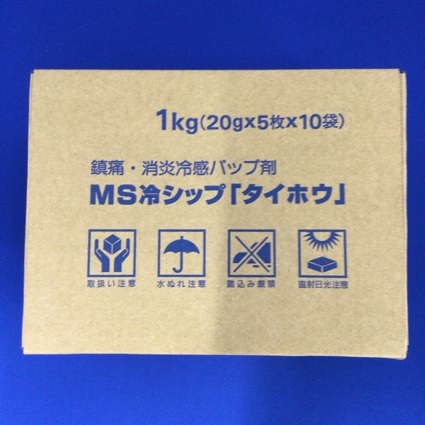 1kg(20g×5枚×10袋)
鎮痛・消炎冷感パップ剤
MS冷シップ「タイホウ」
取扱い注意 水ぬれ注意 踏込み厳禁 直射日光注意